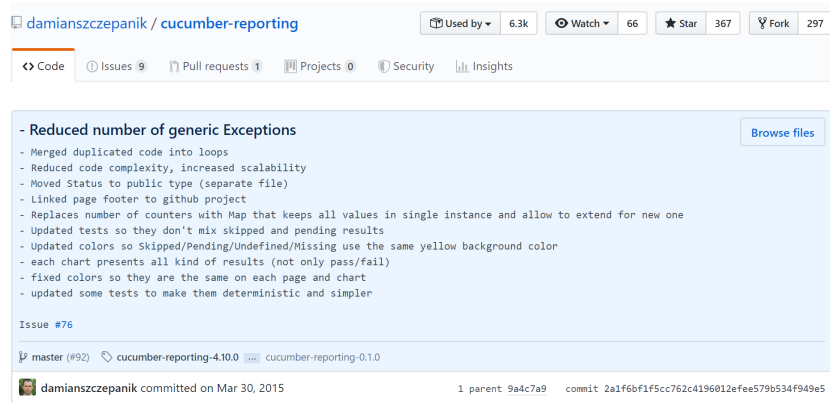 damianszczepanik / cucumber-reporting
Used by 6.3k Watch 66 Star 367 Fork 297
Code Issues 9 Pull requests 1 Projects 0 Security Insights
- Reduced number of generic Exceptions
Browse files
- Merged duplicated code into loops
- Reduced code complexity, increased scalability
- Moved Status to public type (separate file)
- Linked page footer to github project
- Replaces number of counters with Map that keeps all values in single instance and allow to extend for new one
- Updated tests so they don't mix skipped and pending results
- Updated colors so Skipped/Pending/Undefined/Missing use the same yellow background color
- each chart presents all kind of results (not only pass/fail)
- fixed colors so they are the same on each page and chart
- updated some tests to make them deterministic and simpler
Issue #76
master (#92) cucumber-reporting-4.10.0 ... cucumber-reporting-0.1.0
damianszczepanik committed on Mar 30, 2015 1 parent 9a4c7a9 commit 2a1f6bf1f5cc762c4196012efee579b534f949e5